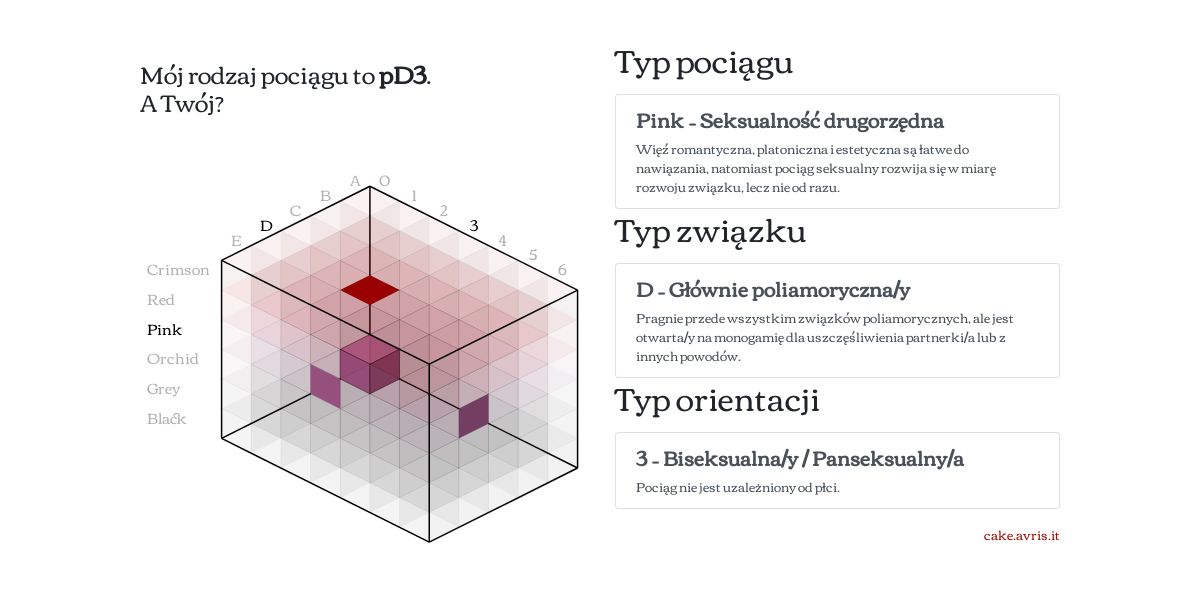 Mój rodzaj pociągu to pD3.
A Twój?
A
B
C
D
E
O
1
2
3
4
5
6
Crimson
Red
Pink
Orchid
Grey
Black
Typ pociągu
Pink – Seksualność drugorzędna
Więź romantyczna, platoniczna i estetyczna są łatwe do
nawiązania, natomiast pociąg seksualny rozwija się w miarę
rozwoju związku, lecz nie od razu.
Typ związku
D – Głównie poliamoryczna/y
Pragnie przede wszystkim związków poliamorycznych, ale jest
otwarta/y na monogamię dla uszczęśliwienia partnerki/a lub z
innych powodów.
Typ orientacji
3 – Biseksualna/y / Panseksualny/a
Pociąg nie jest uzależniony od płci.
cake.avris.it